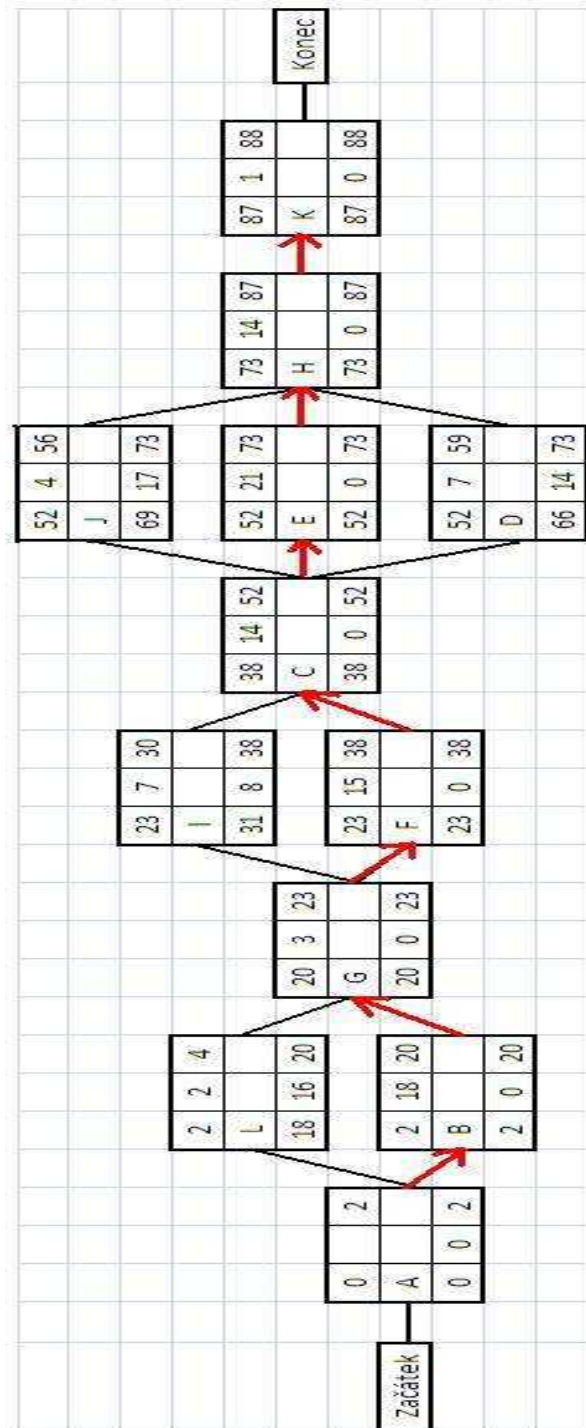 Začátek
0 2
A
0 0 2
2 2 4
L
18 16 20
2 18 20
B
2 0 20
20 3 23
G
20 0 23
23 7 30
I
31 8 38
23 15 38
F
23 0 38
38 14 52
C
38 0 52
52 4 56
J
69 17 73
52 21 73
E
52 0 73
52 7 59
D
66 14 73
73 14 87
H
73 0 87
87 1 88
K
87 0 88
Konec